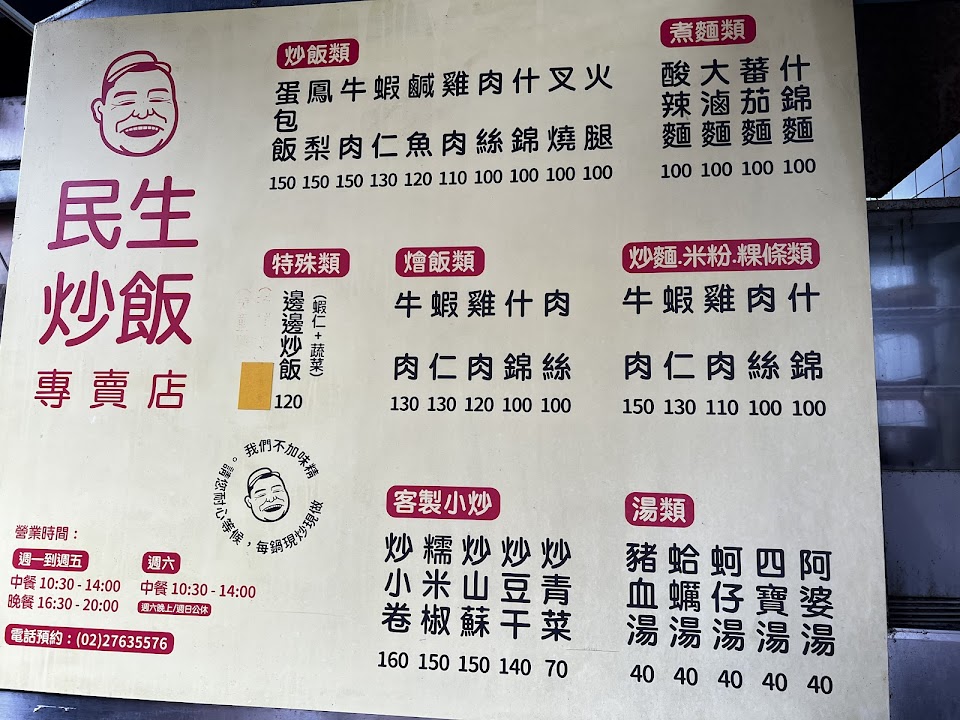 民生
炒飯
專賣店
炒飯類
蛋包飯 鳳梨 牛肉 蝦仁 鹹魚 雞肉 肉絲 什錦 叉燒 火腿
150 150 150 130 120 110 100 100 100 100
煮麵類
酸辣麵 大滷麵 蕃茄麵 什錦麵
100 100 100 100
特殊類
邊邊炒飯
(蝦仁+蔬菜)
120
燴飯類
牛肉 蝦仁 雞肉 什錦 肉絲
130 130 120 100 100
炒麵.米粉.粿條類
牛肉 蝦仁 雞肉 肉絲 什錦
150 130 110 100 100
我們不加味精
每鍋現炒現做,請您耐心等候。
客製小炒
炒小卷 糯米椒 炒山蘇 炒豆干 炒青菜
160 150 150 140 70
湯類
豬血湯 蛤蠣湯 蚵仔湯 四寶湯 阿婆湯
40 40 40 40 40
營業時間:
週一到週五
中餐 10:30 - 14:00
晚餐 16:30 - 20:00
週六
中餐 10:30 - 14:00
週六晚上/週日公休
電話預約:(02)27635576